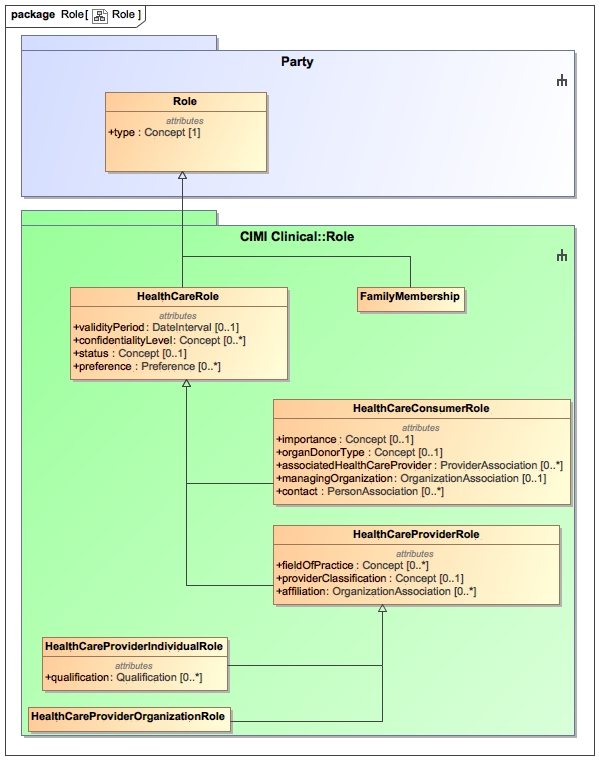 package Role[ Role ]
Party
Role
attributes
+type : Concept [1]
CIMI Clinical::Role
HealthCareRole
attributes
+validityPeriod : DateInterval [0..1]
+confidentialityLevel : Concept [0..*]
+status : Concept [0..1]
+preference : Preference [0..*]
FamilyMembership
HealthCareConsumerRole
attributes
+importance : Concept [0..1]
+organDonorType : Concept [0..1]
+associatedHealthCareProvider : ProviderAssociation [0..*]
+managingOrganization : OrganizationAssociation [0..1]
+contact : PersonAssociation [0..*]
HealthCareProviderRole
attributes
+fieldOfPractice : Concept [0..*]
+providerClassification : Concept [0..1]
+affiliation : OrganizationAssociation [0..*]
HealthCareProviderIndividualRole
attributes
+qualification : Qualification [0..*]
HealthCareProviderOrganizationRole